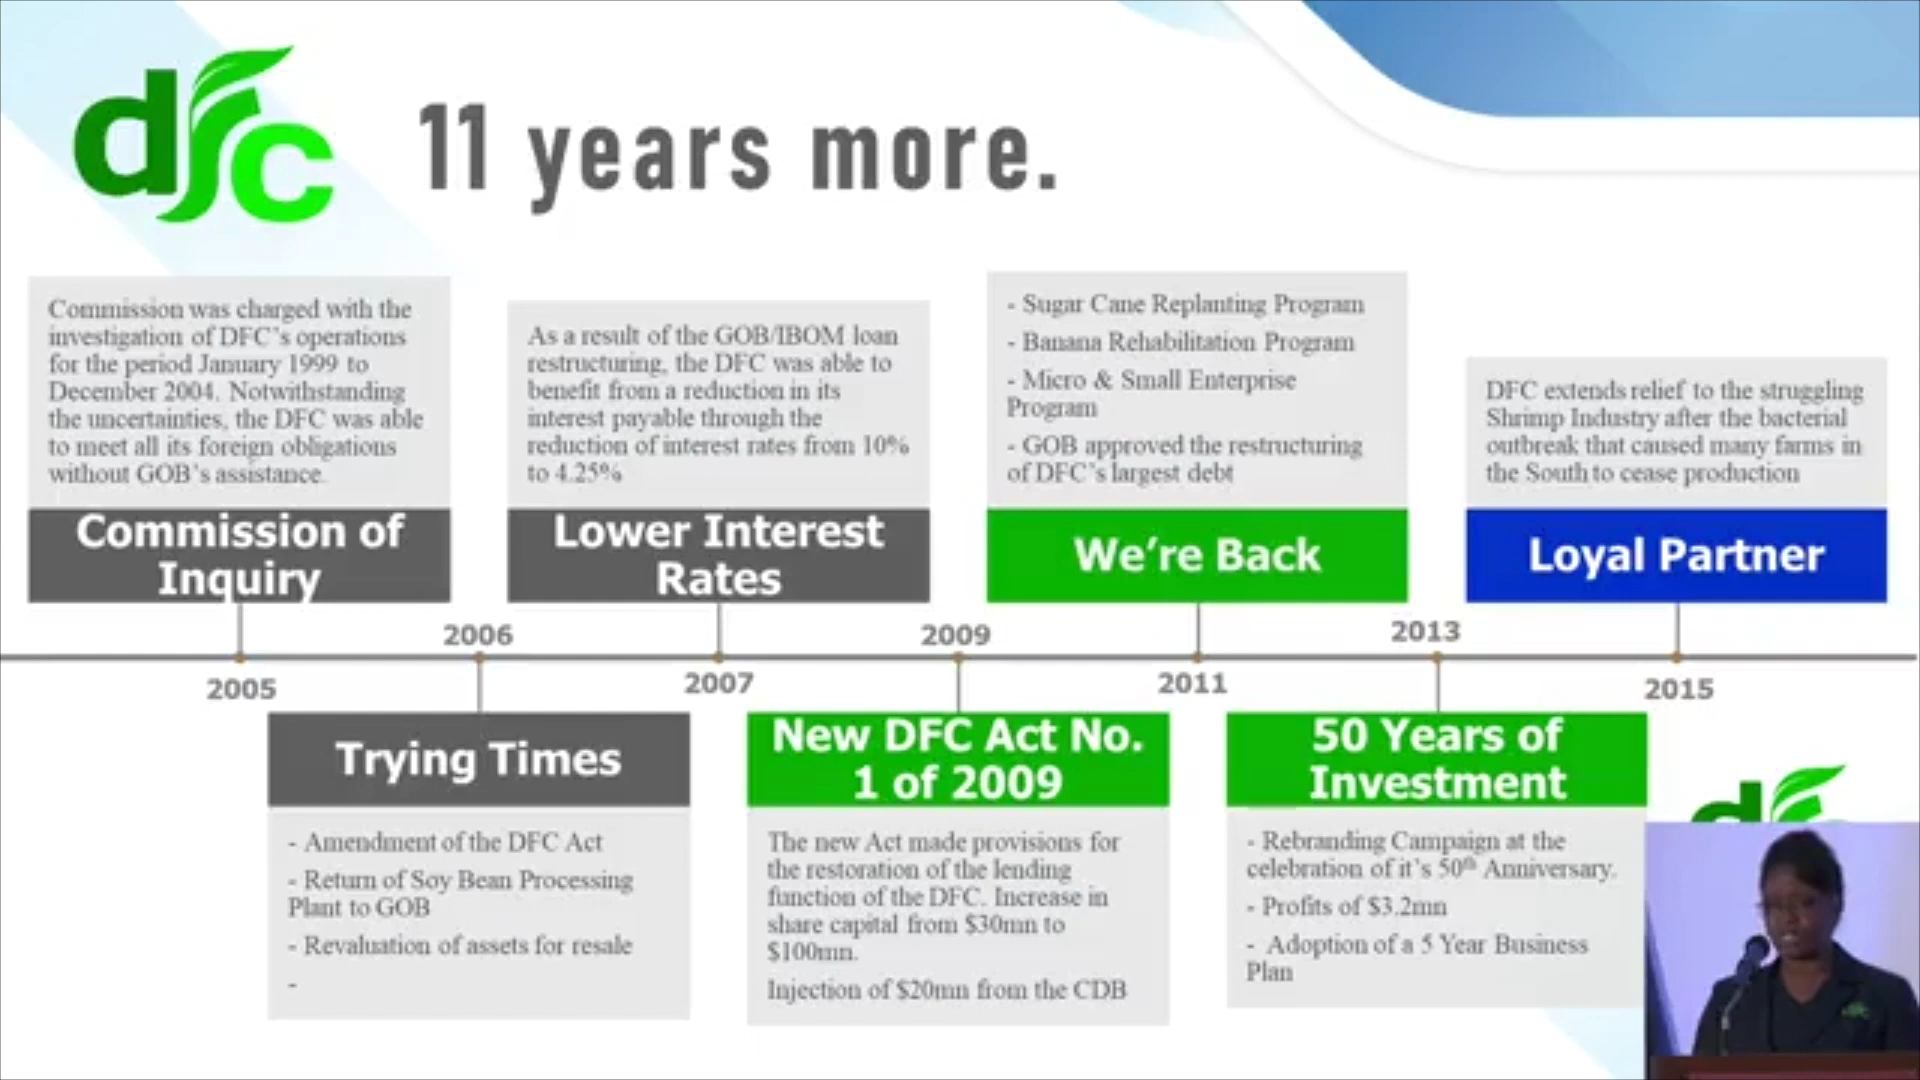 dfc
11 years more.
Commission was charged with the
investigation of DFC's operations
for the period January 1999 to
December 2004. Notwithstanding
the uncertainties, the DFC was able
to meet all its foreign obligations
without GOB's assistance.
Commission of
Inquiry
2005
2006
Trying Times
- Amendment of the DFC Act
- Return of Soy Bean Processing
Plant to GOB
- Revaluation of assets for resale
-
As a result of the GOB/IBOM loan
restructuring, the DFC was able to
benefit from a reduction in its
interest payable through the
reduction of interest rates from 10%
to 4.25%
Lower Interest
Rates
2007
2009
New DFC Act No.
1 of 2009
The new Act made provisions for
the restoration of the lending
function of the DFC. Increase in
share capital from $30mn to
$100mn.
Injection of $20mn from the CDB
- Sugar Cane Replanting Program
- Banana Rehabilitation Program
- Micro & Small Enterprise
Program
- GOB approved the restructuring
of DFC's largest debt
We're Back
2011
2013
50 Years of
Investment
- Rebranding Campaign at the
celebration of it's 50th Anniversary.
- Profits of $3.2mn
- Adoption of a 5 Year Business
Plan
DFC extends relief to the struggling
Shrimp Industry after the bacterial
outbreak that caused many farms in
the South to cease production
Loyal Partner
2015